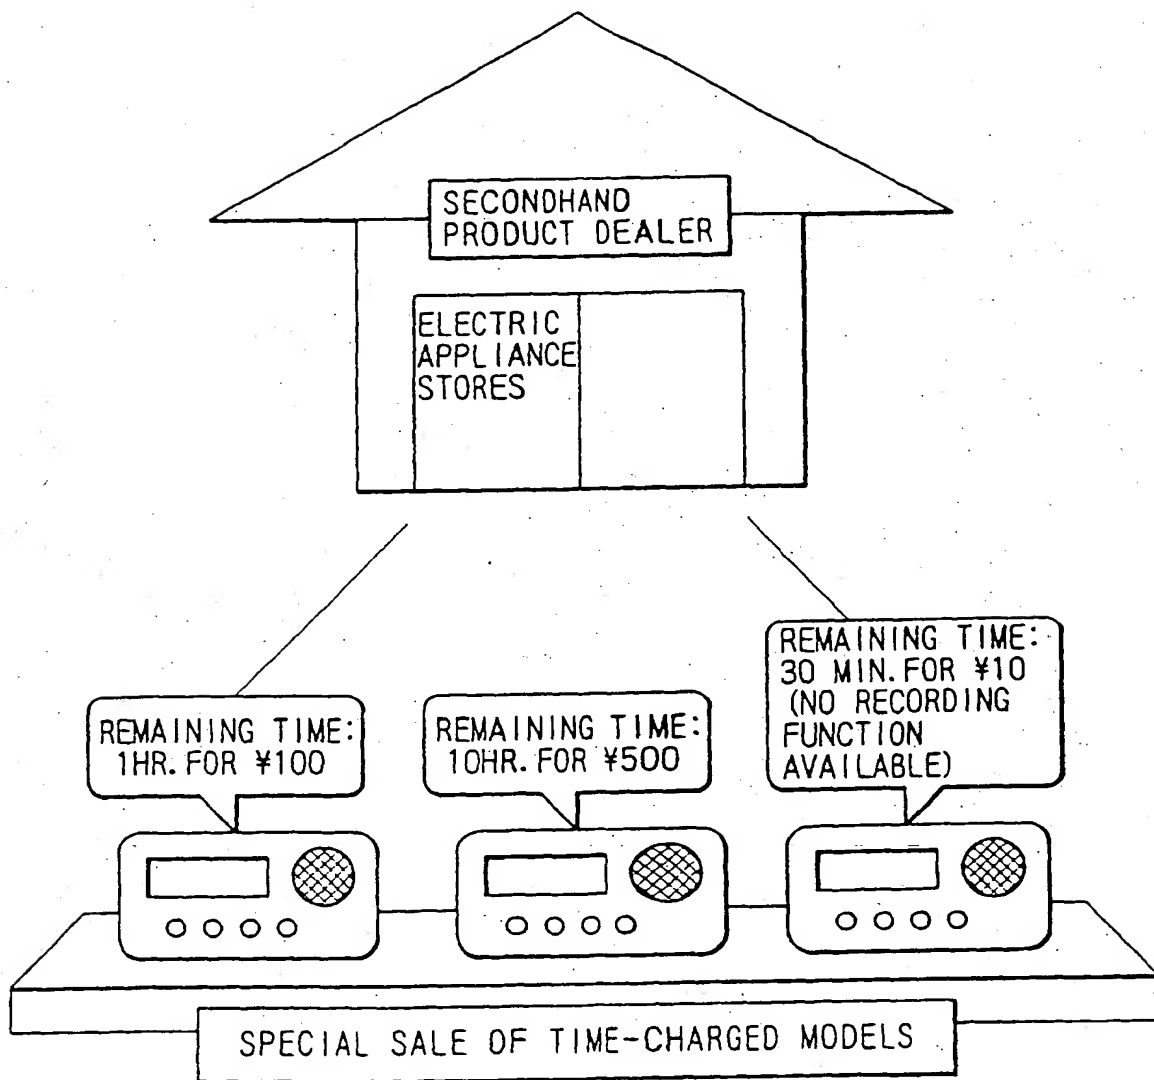 SECONDHAND
PRODUCT DEALER
ELECTRIC
APPLIANCE
STORES
REMAINING TIME:
1HR. FOR ¥100
REMAINING TIME:
10HR. FOR ¥500
REMAINING TIME:
30 MIN. FOR ¥10
(NO RECORDING
FUNCTION
AVAILABLE)
SPECIAL SALE OF TIME-CHARGED MODELS